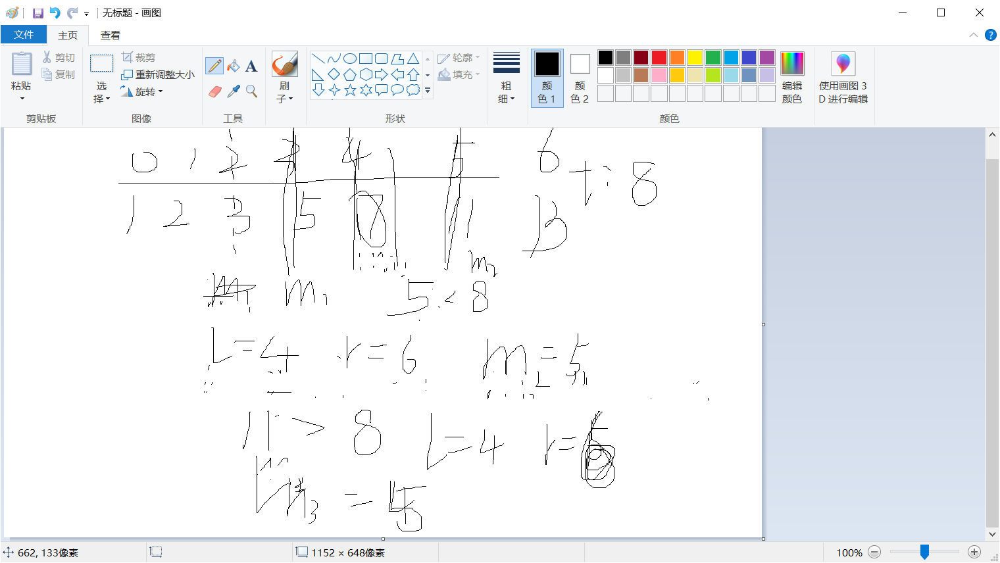 无标题 - 画图
文件 主页 查看
粘贴 剪切 复制 剪贴板
选择 裁剪 重新调整大小 旋转 图像
A 工具
刷子
轮廓 填充 形状
粗细
颜色 1 颜色 2 编辑颜色 颜色
使用画图 3D 进行编辑
0 1 2 3 4 5 6
t: 8
1 2 3 5 7 11 13
m1 5 < 8
L=4 r=6 m2=5
11 > 8 L=4 r=
m3 =
662, 133像素 1152 × 648像素 100%